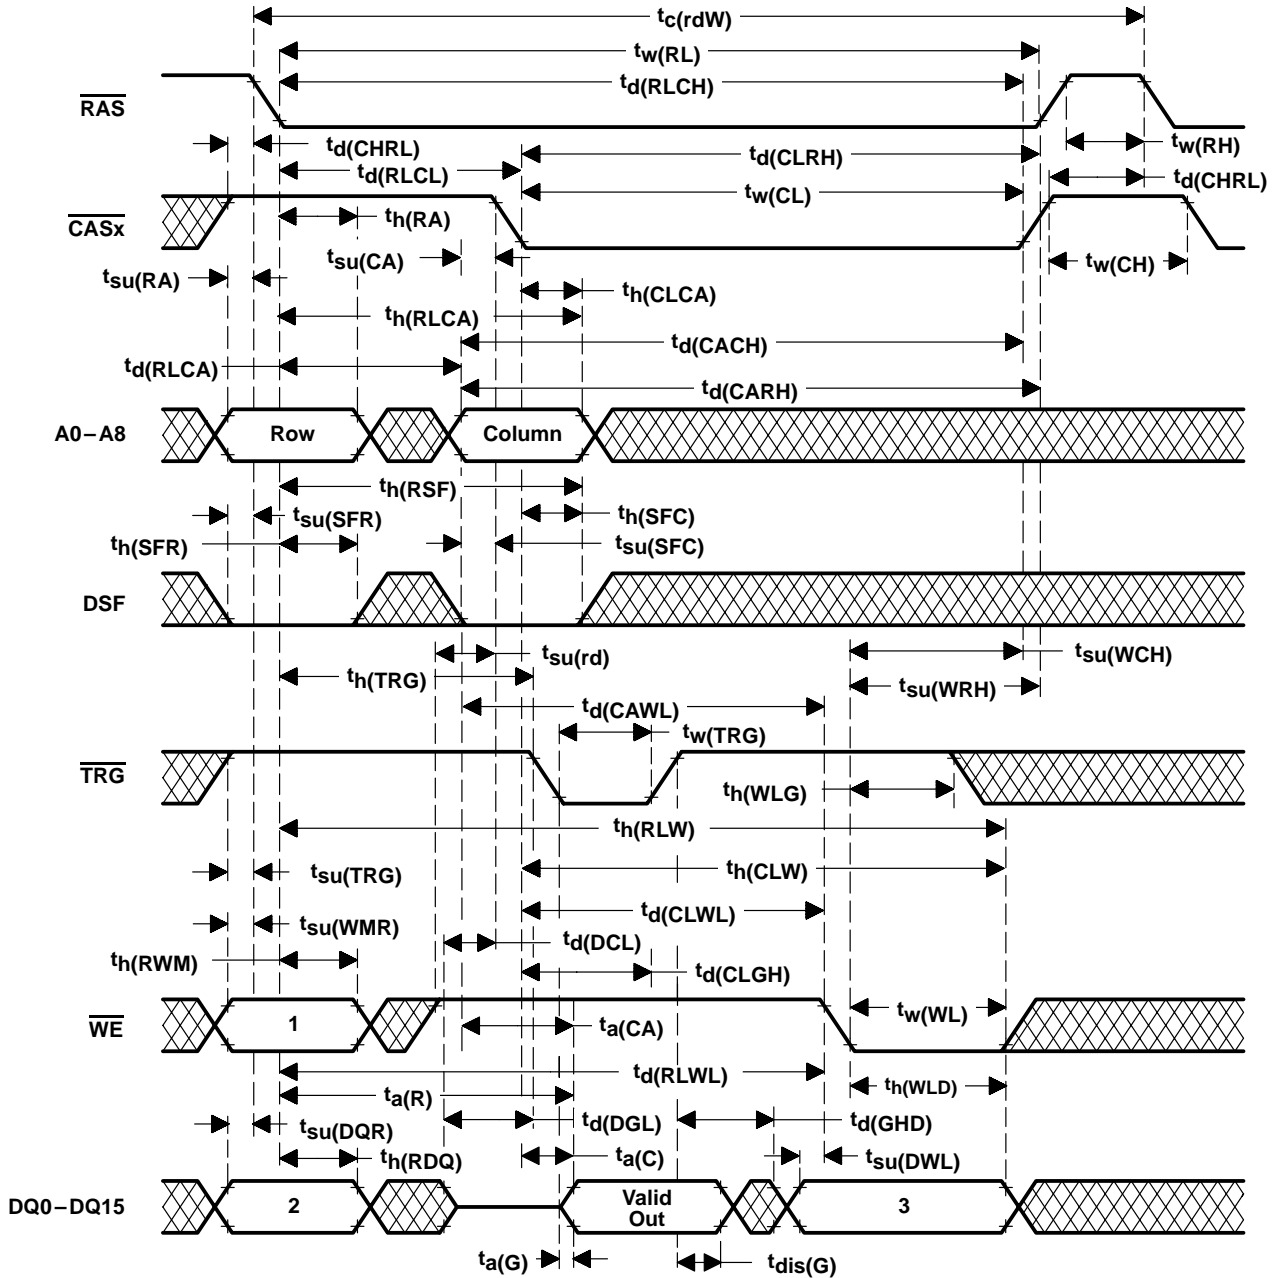 tc(rdW)
tw(RL)
td(RLCH)
RAS
td(CHRL)
td(CLRH)
tw(RH)
td(RLCL)
td(CHRL)
tw(CL)
CASx
th(RA)
tsu(CA)
tw(CH)
tsu(RA)
th(CLCA)
th(RLCA)
td(CACH)
td(RLCA)
td(CARH)
A0–A8
Row
Column
th(RSF)
tsu(SFR)
th(SFC)
th(SFR)
tsu(SFC)
DSF
tsu(rd)
tsu(WCH)
th(TRG)
tsu(WRH)
td(CAWL)
tw(TRG)
TRG
th(WLG)
th(RLW)
tsu(TRG)
th(CLW)
td(CLWL)
tsu(WMR)
td(DCL)
th(RWM)
td(CLGH)
WE
1
ta(CA)
tw(WL)
td(RLWL)
ta(R)
th(WLD)
tsu(DQR)
td(DGL)
td(GHD)
th(RDQ)
ta(C)
tsu(DWL)
DQ0–DQ15
2
Valid
Out
3
ta(G)
tdis(G)